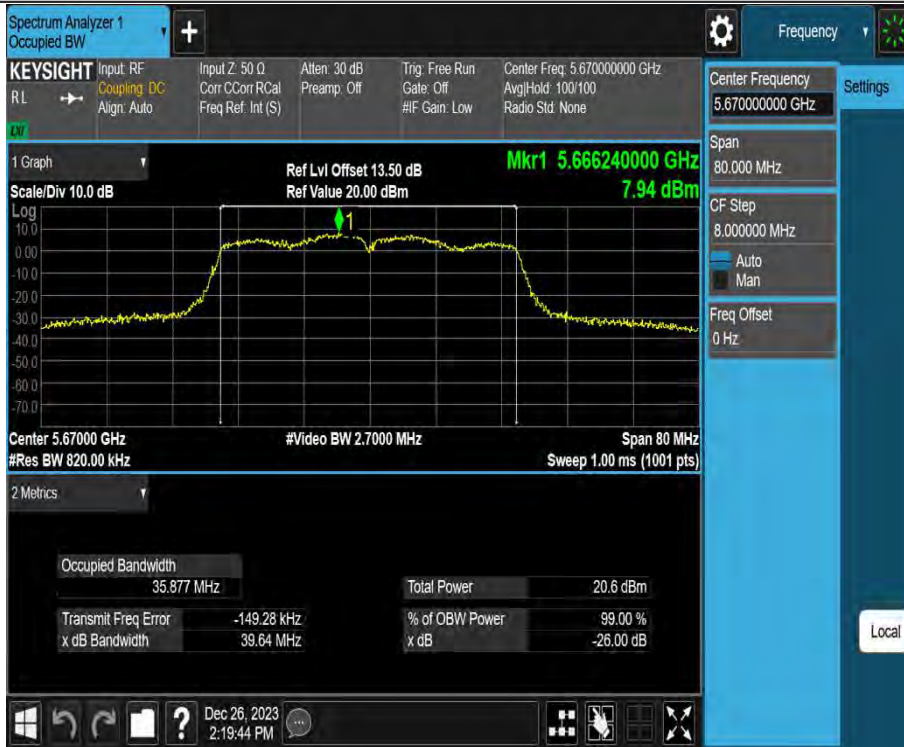 Spectrum Analyzer 1
Occupied BW
+
Frequency
KEYSIGHT
R L
LXI
Input: RF
Coupling: DC
Align: Auto
Input Z: 50 Ω
Corr CCorr RCal
Freq Ref: Int (S)
Atten: 30 dB
Preamp: Off
Trig: Free Run
Gate: Off
#IF Gain: Low
Center Freq: 5.670000000 GHz
Avg|Hold: 100/100
Radio Std: None
Center Frequency
5.670000000 GHz
Settings
Span
80.000 MHz
CF Step
8.000000 MHz
Auto
Man
Freq Offset
0 Hz
Local
1 Graph
Scale/Div 10.0 dB
Ref Lvl Offset 13.50 dB
Ref Value 20.00 dBm
Mkr1 5.666240000 GHz
7.94 dBm
Log
10.0
0.00
-10.0
-20.0
-30.0
-40.0
-50.0
-60.0
-70.0
1
Center 5.67000 GHz
#Video BW 2.7000 MHz
Span 80 MHz
#Res BW 820.00 kHz
Sweep 1.00 ms (1001 pts)
2 Metrics
Occupied Bandwidth
35.877 MHz
Total Power 20.6 dBm
Transmit Freq Error -149.28 kHz
% of OBW Power 99.00 %
x dB Bandwidth 39.64 MHz
x dB -26.00 dB
?
Dec 26, 2023
2:19:44 PM